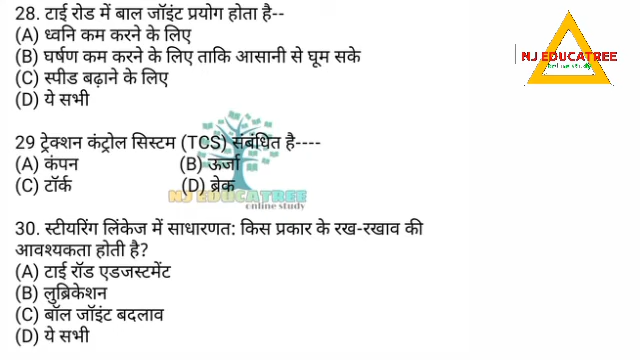 28. टाई रोड में बाल जॉइंट प्रयोग होता है--
(A) ध्वनि कम करने के लिए
(B) घर्षण कम करने के लिए ताकि आसानी से घूम सके
(C) स्पीड बढ़ाने के लिए
(D) ये सभी
29 ट्रेक्शन कंट्रोल सिस्टम (TCS) संबंधित है----
(A) कंपन (B) ऊर्जा
(C) टॉर्क (D) ब्रेक
30. स्टीयरिंग लिंकेज में साधारणत: किस प्रकार के रख-रखाव की
आवश्यकता होती है?
(A) टाई रॉड एडजस्टमेंट
(B) लुब्रिकेशन
(C) बॉल जॉइंट बदलाव
(D) ये सभी
NJ EDUCATREE
online study
NJ EDUCATREE
online study